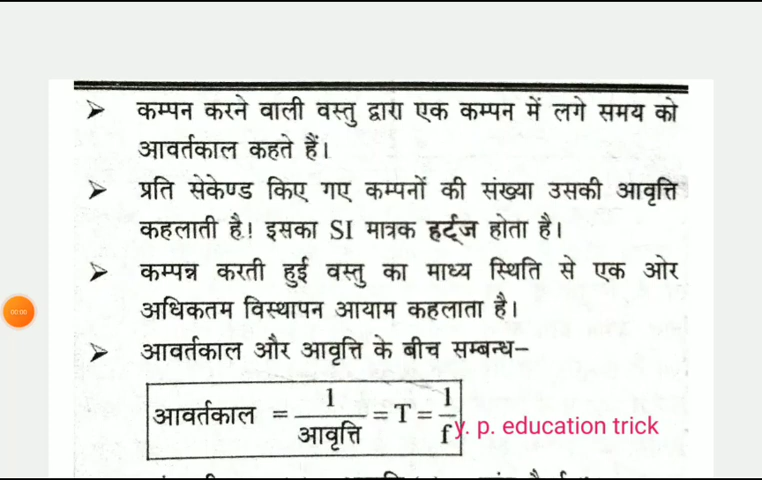 ➤ कम्पन करने वाली वस्तु द्वारा एक कम्पन में लगे समय को
आवर्तकाल कहते हैं।
➤ प्रति सेकेण्ड किए गए कम्पनों की संख्या उसकी आवृत्ति
कहलाती है। इसका SI मात्रक हर्ट्ज होता है।
➤ कम्पन्न करती हुई वस्तु का माध्य स्थिति से एक ओर
अधिकतम विस्थापन आयाम कहलाता है।
➤ आवर्तकाल और आवृत्ति के बीच सम्बन्ध–
आवर्तकाल = 1/आवृत्ति = T = 1/f
y. p. education trick
00:00